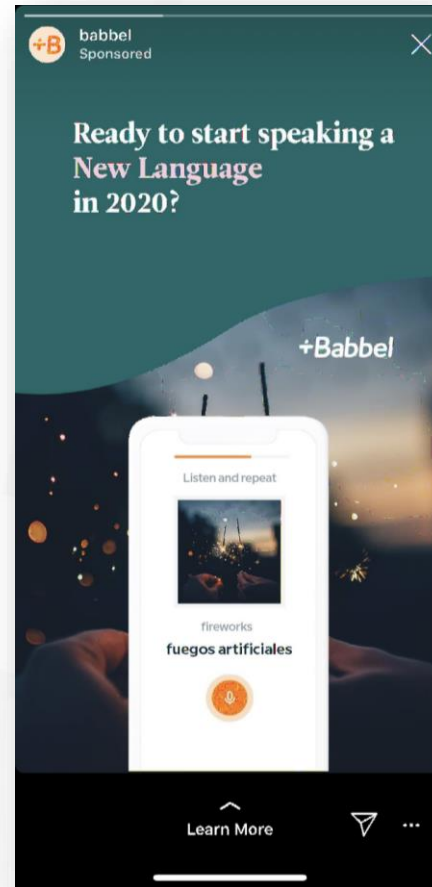 babbel
Sponsored
Ready to start speaking a
New Language
in 2020?
+Babbel
Listen and repeat
fireworks
fuegos artificiales
Learn More